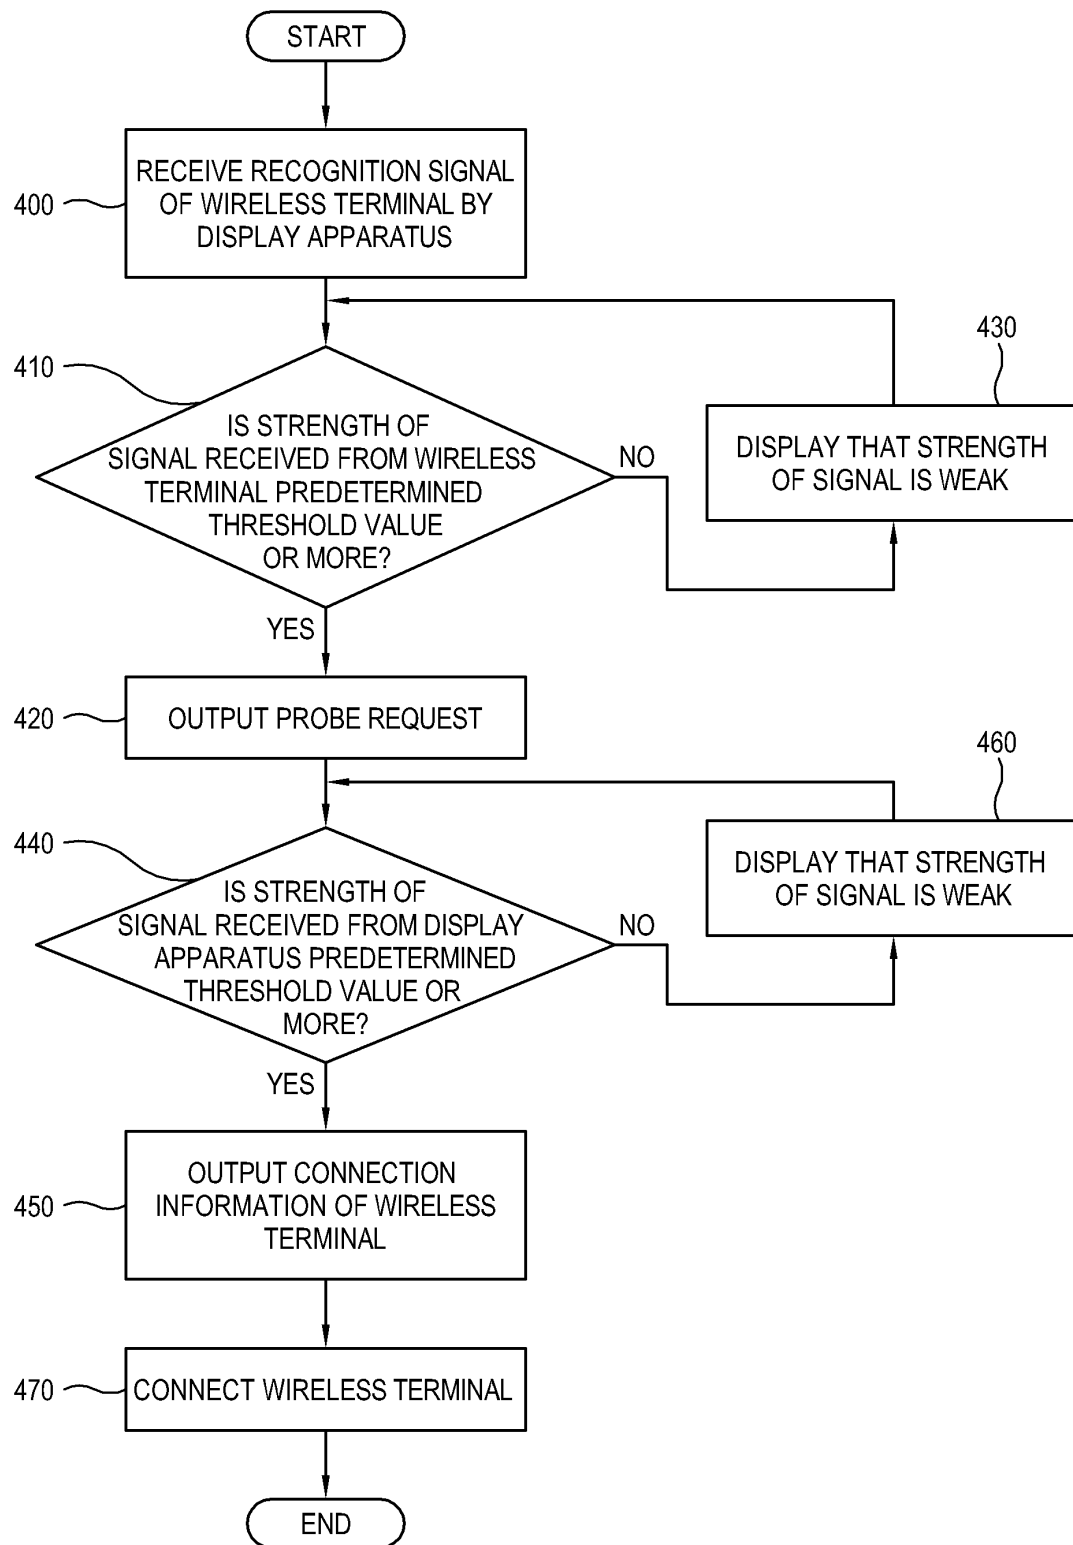 START
400
RECEIVE RECOGNITION SIGNAL
OF WIRELESS TERMINAL BY
DISPLAY APPARATUS
410
IS STRENGTH OF
SIGNAL RECEIVED FROM WIRELESS
TERMINAL PREDETERMINED
THRESHOLD VALUE
OR MORE?
NO
430
DISPLAY THAT STRENGTH
OF SIGNAL IS WEAK
YES
420
OUTPUT PROBE REQUEST
440
IS STRENGTH OF
SIGNAL RECEIVED FROM DISPLAY
APPARATUS PREDETERMINED
THRESHOLD VALUE OR
MORE?
NO
460
DISPLAY THAT STRENGTH
OF SIGNAL IS WEAK
YES
450
OUTPUT CONNECTION
INFORMATION OF WIRELESS
TERMINAL
470
CONNECT WIRELESS TERMINAL
END